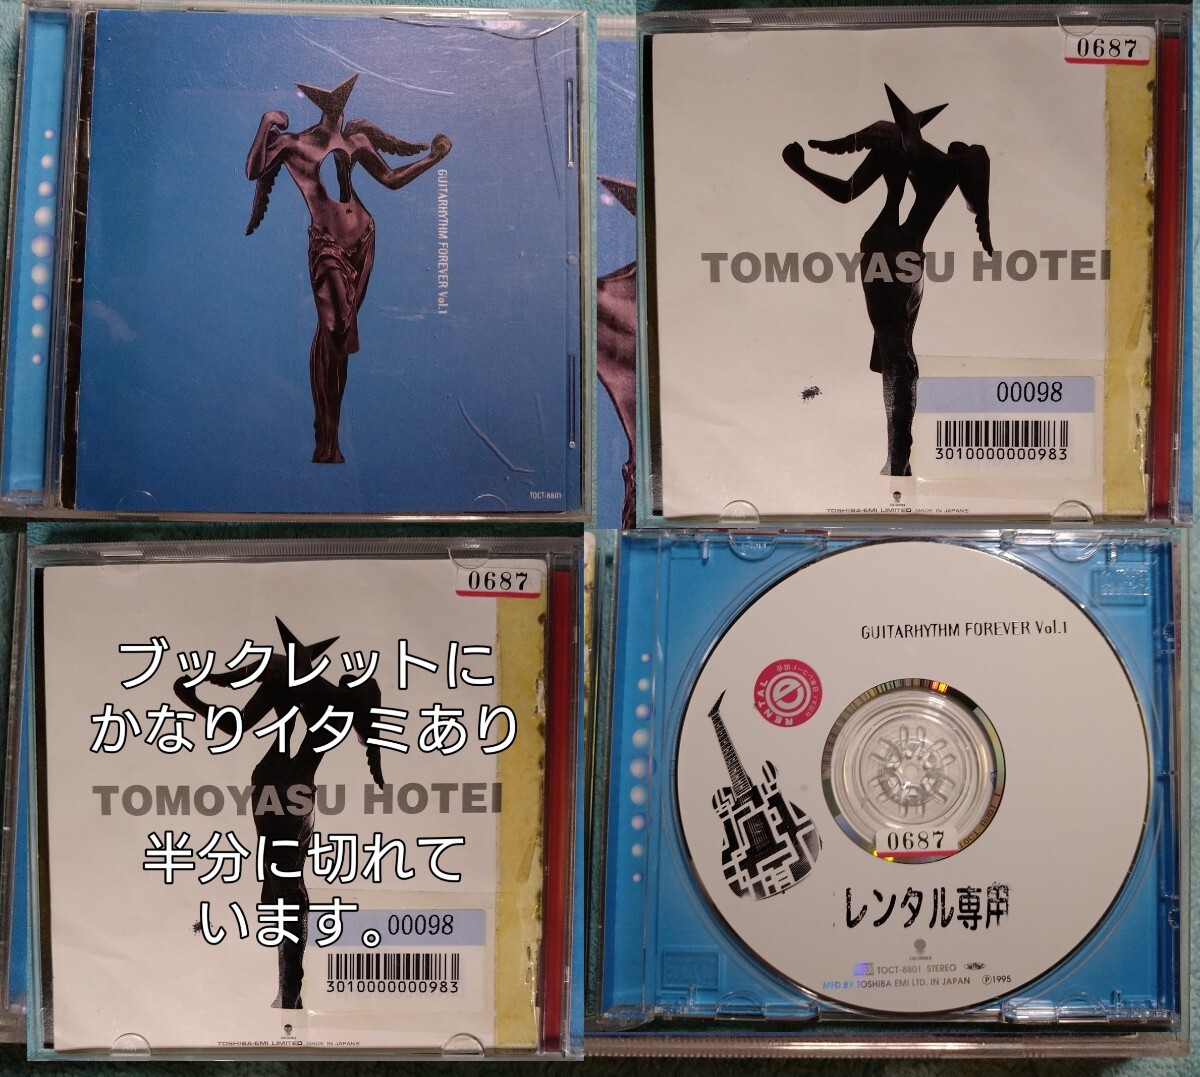 GUITARHYTHM FOREVER Vol.1
TOCT-8801
0687
TOMOYASU HOTEI
00098
3010000000983
TOSHIBA-EMI LIMITED MADE IN JAPAN
0687
ブックレットに
かなりイタミあり
TOMOYASU HOTEI
半分に切れて
います。
00098
3010000000983
TOSHIBA-EMI LIMITED MADE IN JAPAN
GUITARHYTHM FOREVER Vol.1
RENTAL
0687
レンタル専用
TOCT-8801 STEREO
MFD.BY TOSHIBA EMI LTD. IN JAPAN ℗1995